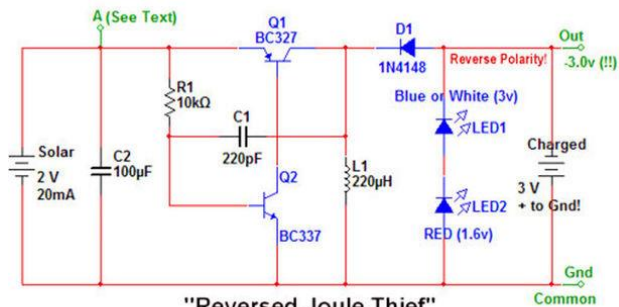 A (See Text)
Q1
BC327
D1
1N4148
Out
-3.0v (!!)
Reverse Polarity!
R1
10kΩ
C1
220pF
Blue or White (3v)
LED1
Charged
3 V
+ to Gnd!
Solar
2 V
20mA
C2
100µF
Q2
BC337
L1
220µH
LED2
RED (1.6v)
Gnd
Common
"Reversed Joule Thief"